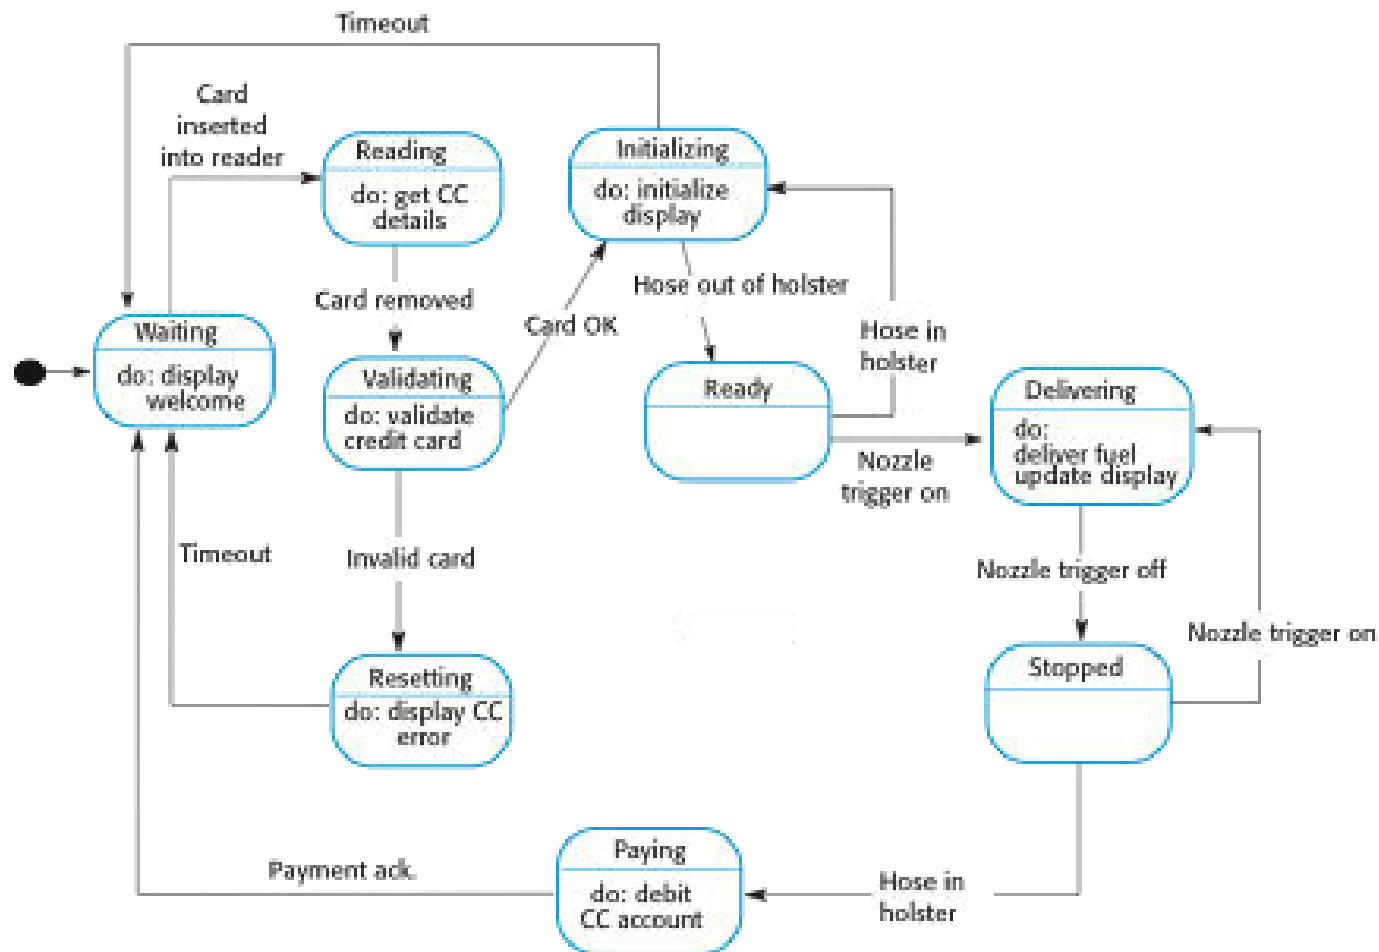 Timeout
Card
inserted
into reader
Reading
do: get CC
details
Initializing
do: initialize
display
Card removed
Hose out of holster
Card OK
Hose in
holster
Waiting
do: display
welcome
Validating
do: validate
credit card
Ready
Delivering
do:
deliver fuel
update display
Nozzle
trigger on
Timeout
Invalid card
Nozzle trigger off
Nozzle trigger on
Resetting
do: display CC
error
Stopped
Paying
do: debit
CC account
Payment ack.
Hose in
holster